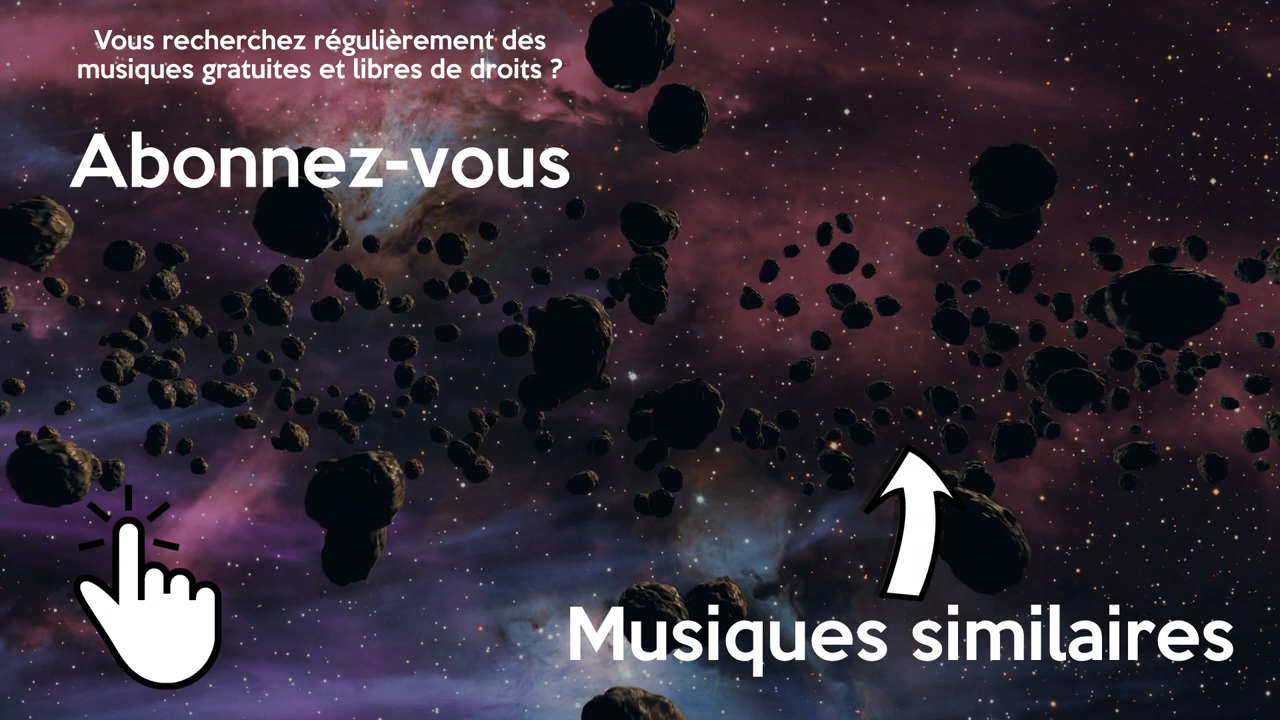 Vous recherchez régulièrement des
musiques gratuites et libres de droits ?
Abonnez-vous
Musiques similaires